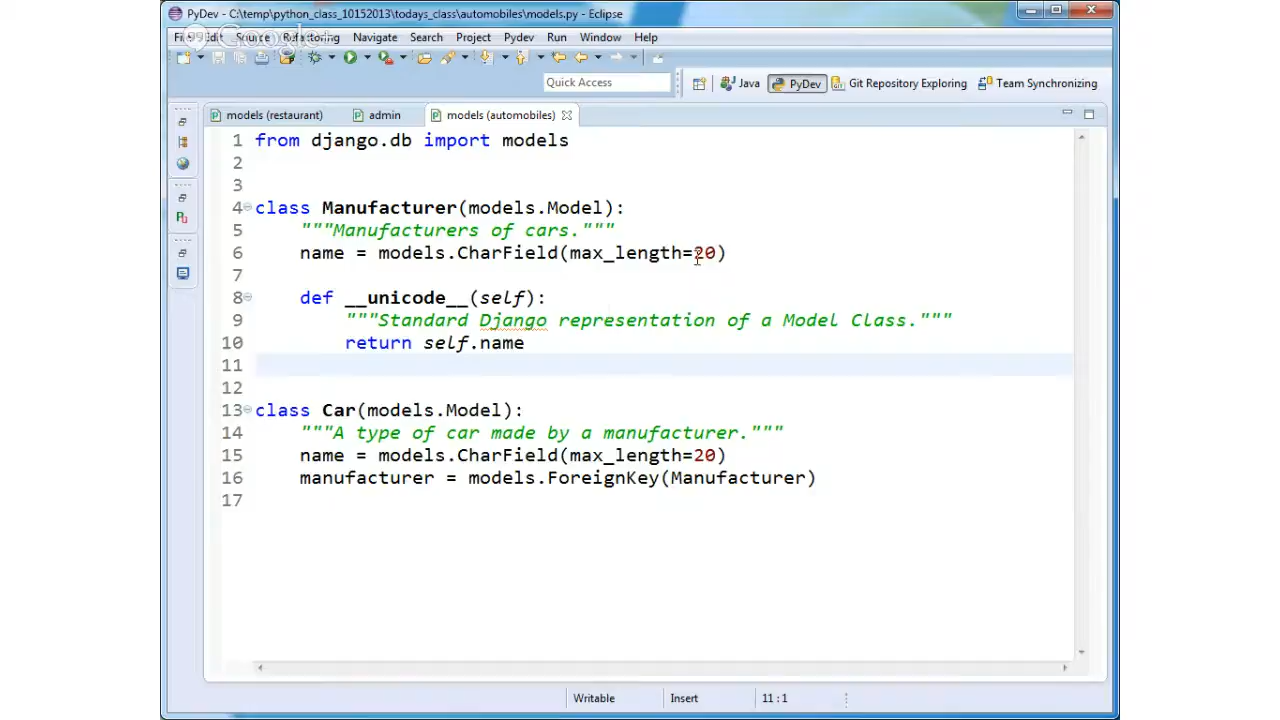 PyDev - C:\temp\python_class_10152013\todays_class\automobiles\models.py - Eclipse
File Edit Source Refactoring Navigate Search Project Pydev Run Window Help
Google+
Quick Access
Java PyDev Git Repository Exploring Team Synchronizing
models (restaurant) admin models (automobiles)
1 from django.db import models
2
3
4 class Manufacturer(models.Model):
5 """Manufacturers of cars."""
6 name = models.CharField(max_length=20)
7
8 def __unicode__(self):
9 """Standard Django representation of a Model Class."""
10 return self.name
11
12
13 class Car(models.Model):
14 """A type of car made by a manufacturer."""
15 name = models.CharField(max_length=20)
16 manufacturer = models.ForeignKey(Manufacturer)
17
Writable Insert 11 : 1